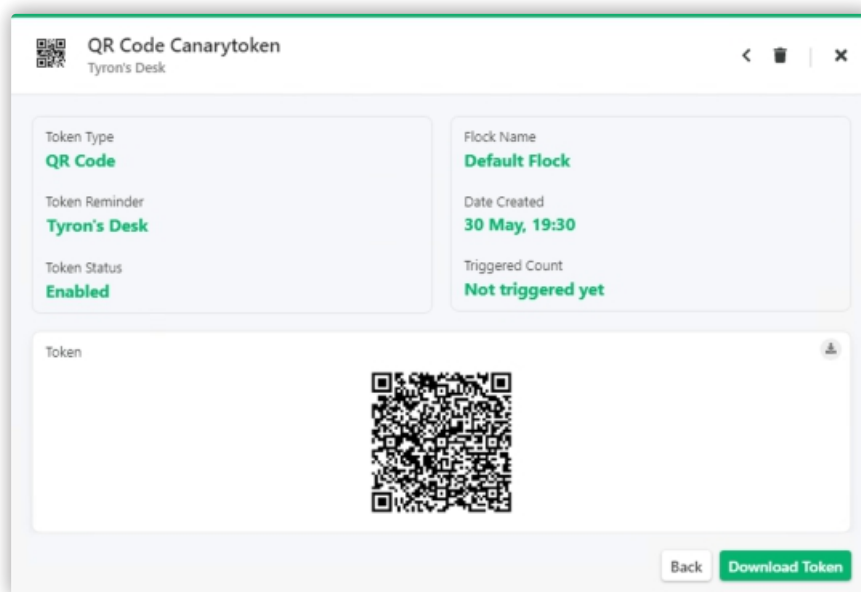 QR Code Canarytoken
Tyron's Desk
Token Type
QR Code
Token Reminder
Tyron's Desk
Token Status
Enabled
Flock Name
Default Flock
Date Created
30 May, 19:30
Triggered Count
Not triggered yet
Token
Back
Download Token